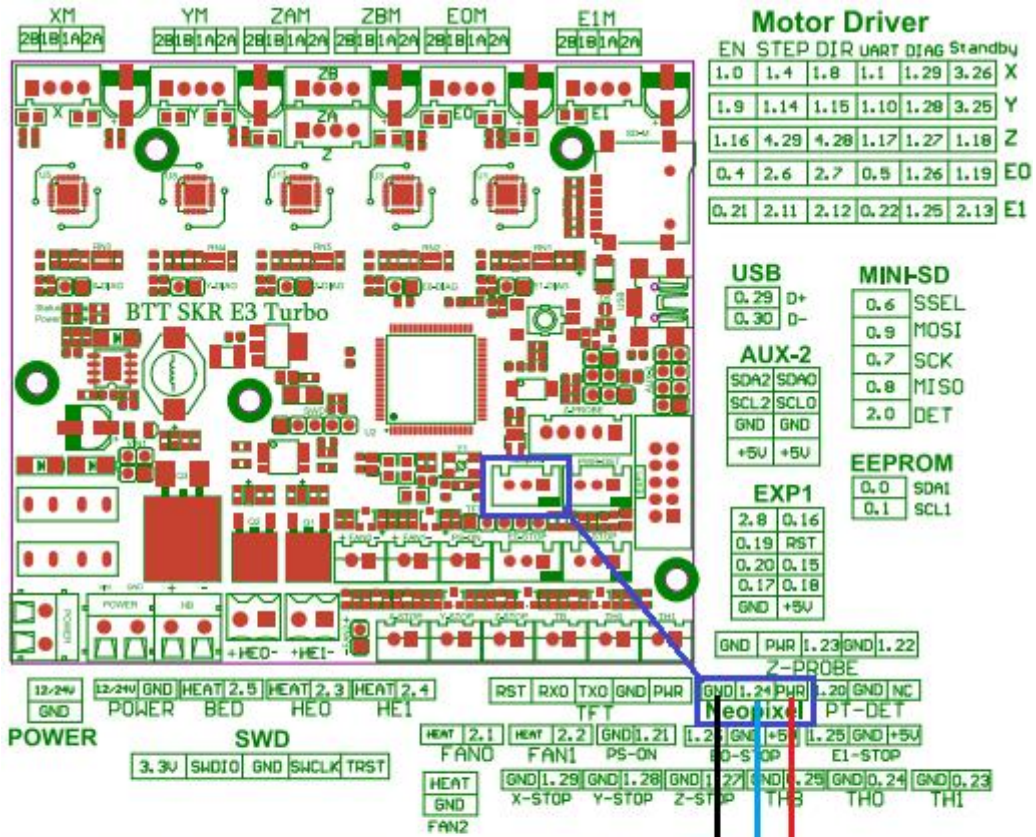 XM YM ZAM ZBM E0M E1M
2B 1B 1A 2A 2B 1B 1A 2A 2B 1B 1A 2A 2B 1B 1A 2A 2B 1B 1A 2A 2B 1B 1A 2A
Motor Driver
EN STEP DIR UART DIAG Standby
1.0 1.4 1.8 1.1 1.29 3.26 X
1.9 1.14 1.15 1.10 1.28 3.25 Y
1.16 4.29 4.28 1.17 1.27 1.18 Z
0.4 2.6 2.7 0.5 1.26 1.19 E0
0.21 2.11 2.12 0.22 1.25 2.13 E1
ZB
X Y ZA E0 E1
Z
BTT SKR E3 Turbo
USB
0.29 D+
0.30 D-
MINI-SD
0.6 SSEL
0.9 MOSI
0.7 SCK
0.8 MISO
2.0 DET
AUX-2
SDA2 SDA0
SCL2 SCL0
GND GND
+5V +5V
EEPROM
0.0 SDA1
0.1 SCL1
EXP1
2.8 0.16
0.19 RST
0.20 0.15
0.17 0.18
GND +5V
Z-PROBE
POWER
+HE0- +HE1-
GND PWR 1.23 GND 1.22
Z-PROBE
12/24V
GND
POWER
12/24V GND HEAT 2.5 HEAT 2.3 HEAT 2.4
POWER BED HE0 HE1
RST RX0 TX0 GND PWR
TFT
GND 1.24 PWR 1.20 GND NC
Neopixel PT-DET
SWD
3.3V SWDIO GND SWCLK TRST
HEAT 2.1 HEAT 2.2 GND 1.21 1.26 GND +5V 1.25 GND +5V
FAN0 FAN1 PS-ON E0-STOP E1-STOP
HEAT
GND
FAN2
GND 1.29 GND 1.28 GND 1.27 GND 0.25 GND 0.24 GND 0.23
X-STOP Y-STOP Z-STOP TH0 TH1